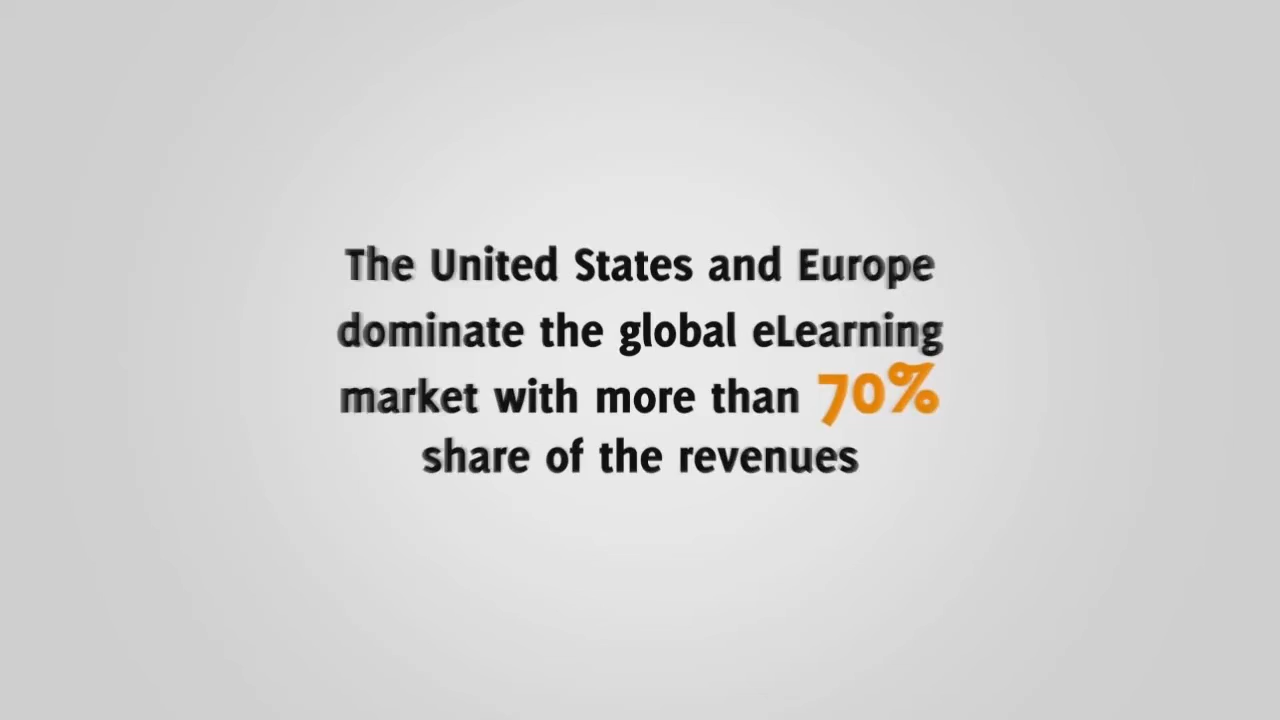 The United States and Europe
dominate the global eLearning
market with more than 70%
share of the revenues